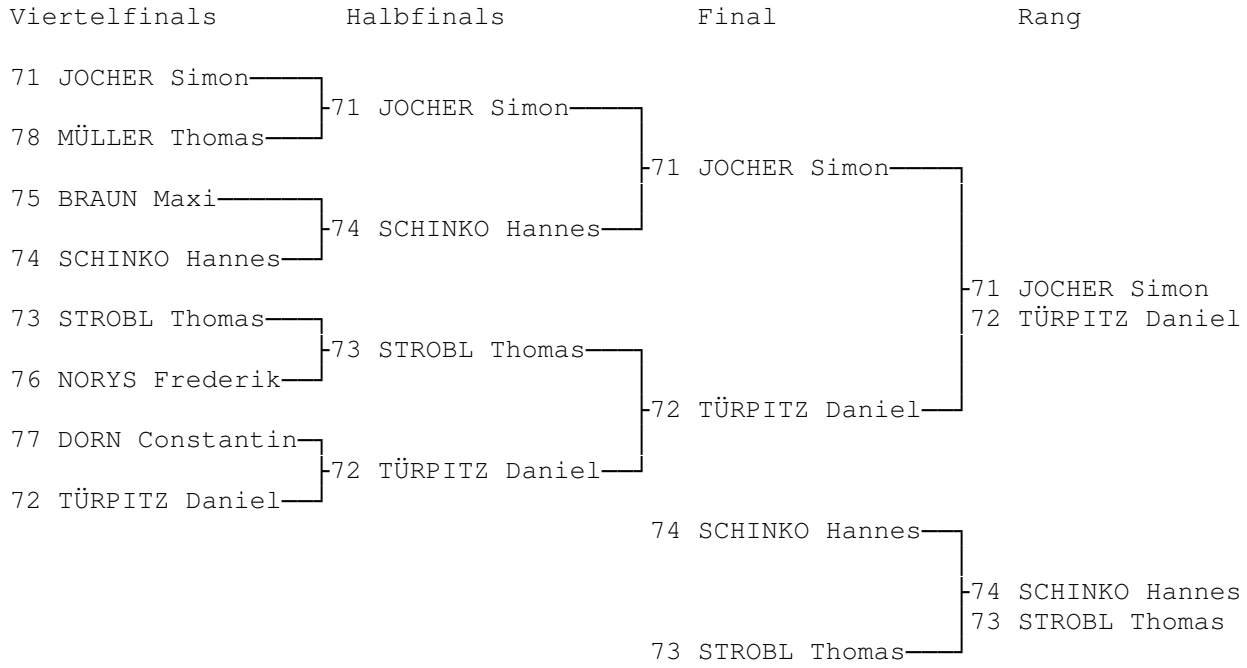 Viertelfinals Halbfinals Final Rang
71 JOCHER Simon
71 JOCHER Simon
78 MÜLLER Thomas
71 JOCHER Simon
75 BRAUN Maxi
74 SCHINKO Hannes
74 SCHINKO Hannes
71 JOCHER Simon
73 STROBL Thomas 72 TÜRPITZ Daniel
73 STROBL Thomas
76 NORYS Frederik
72 TÜRPITZ Daniel
77 DORN Constantin
72 TÜRPITZ Daniel
72 TÜRPITZ Daniel
74 SCHINKO Hannes
74 SCHINKO Hannes
73 STROBL Thomas
73 STROBL Thomas